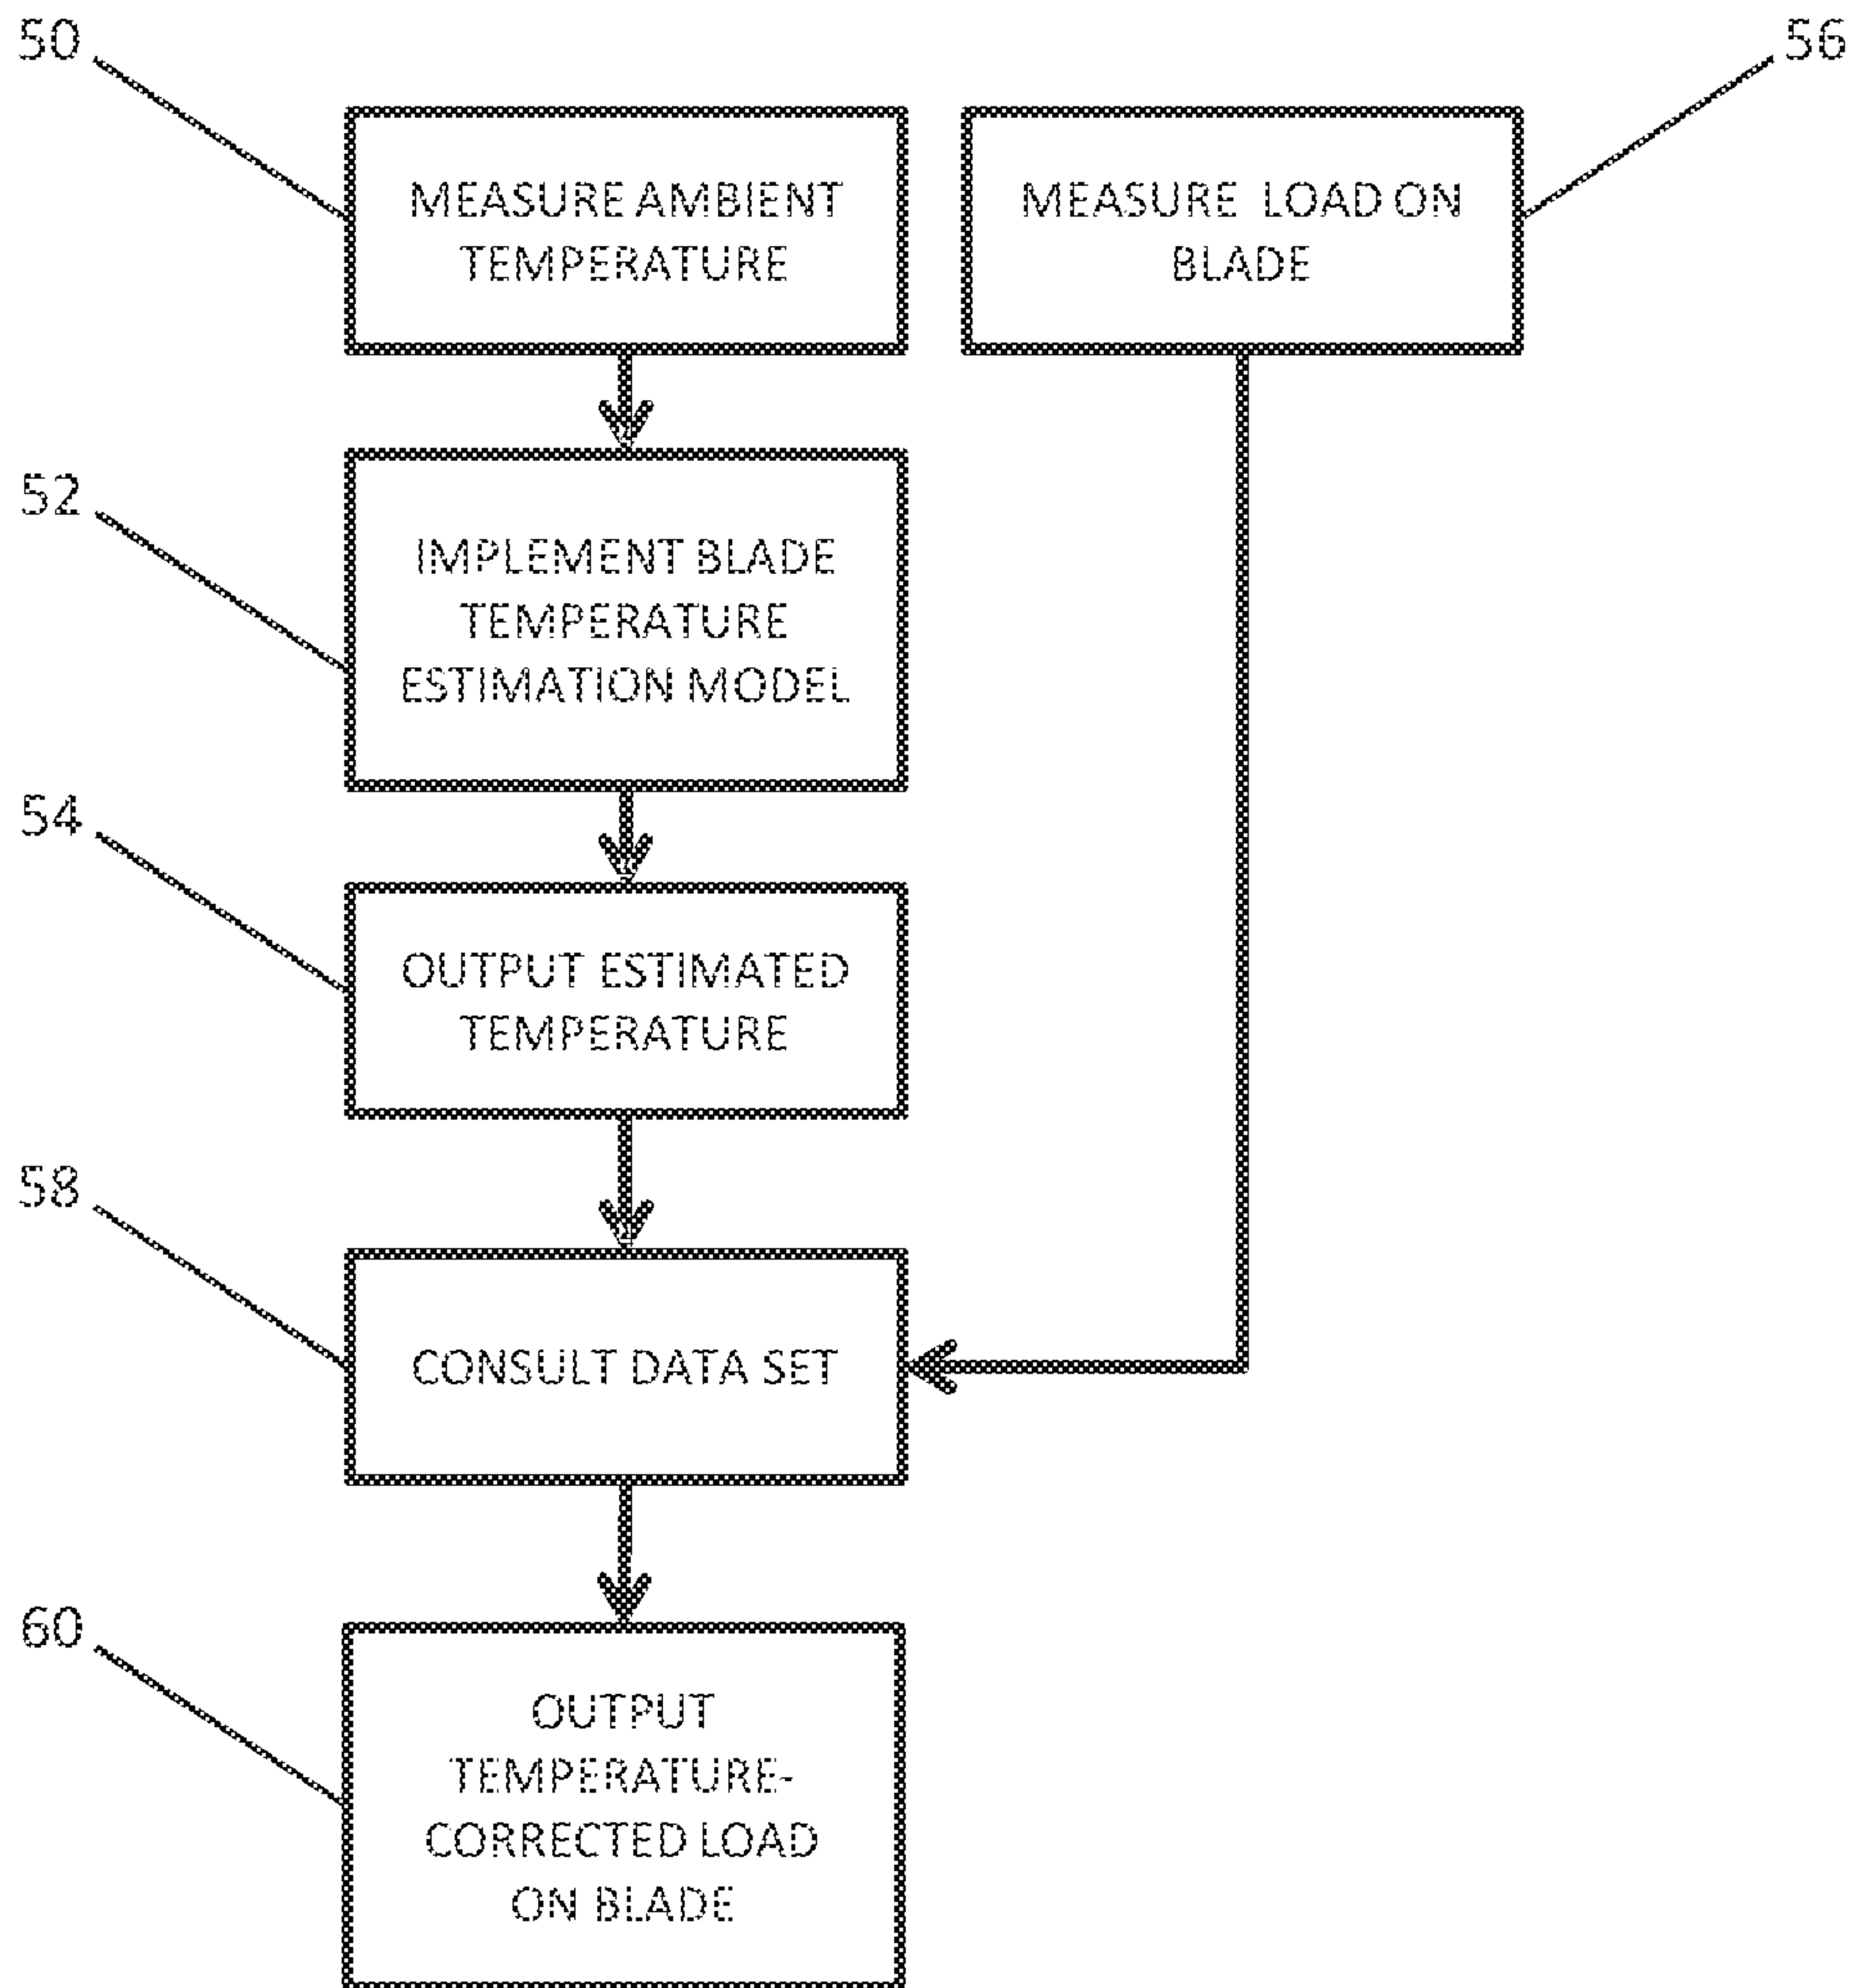 50
56
MEASURE AMBIENT
TEMPERATURE
MEASURE LOAD ON
BLADE
52
IMPLEMENT BLADE
TEMPERATURE
ESTIMATION MODEL
54
OUTPUT ESTIMATED
TEMPERATURE
58
CONSULT DATA SET
60
OUTPUT
TEMPERATURE-
CORRECTED LOAD
ON BLADE